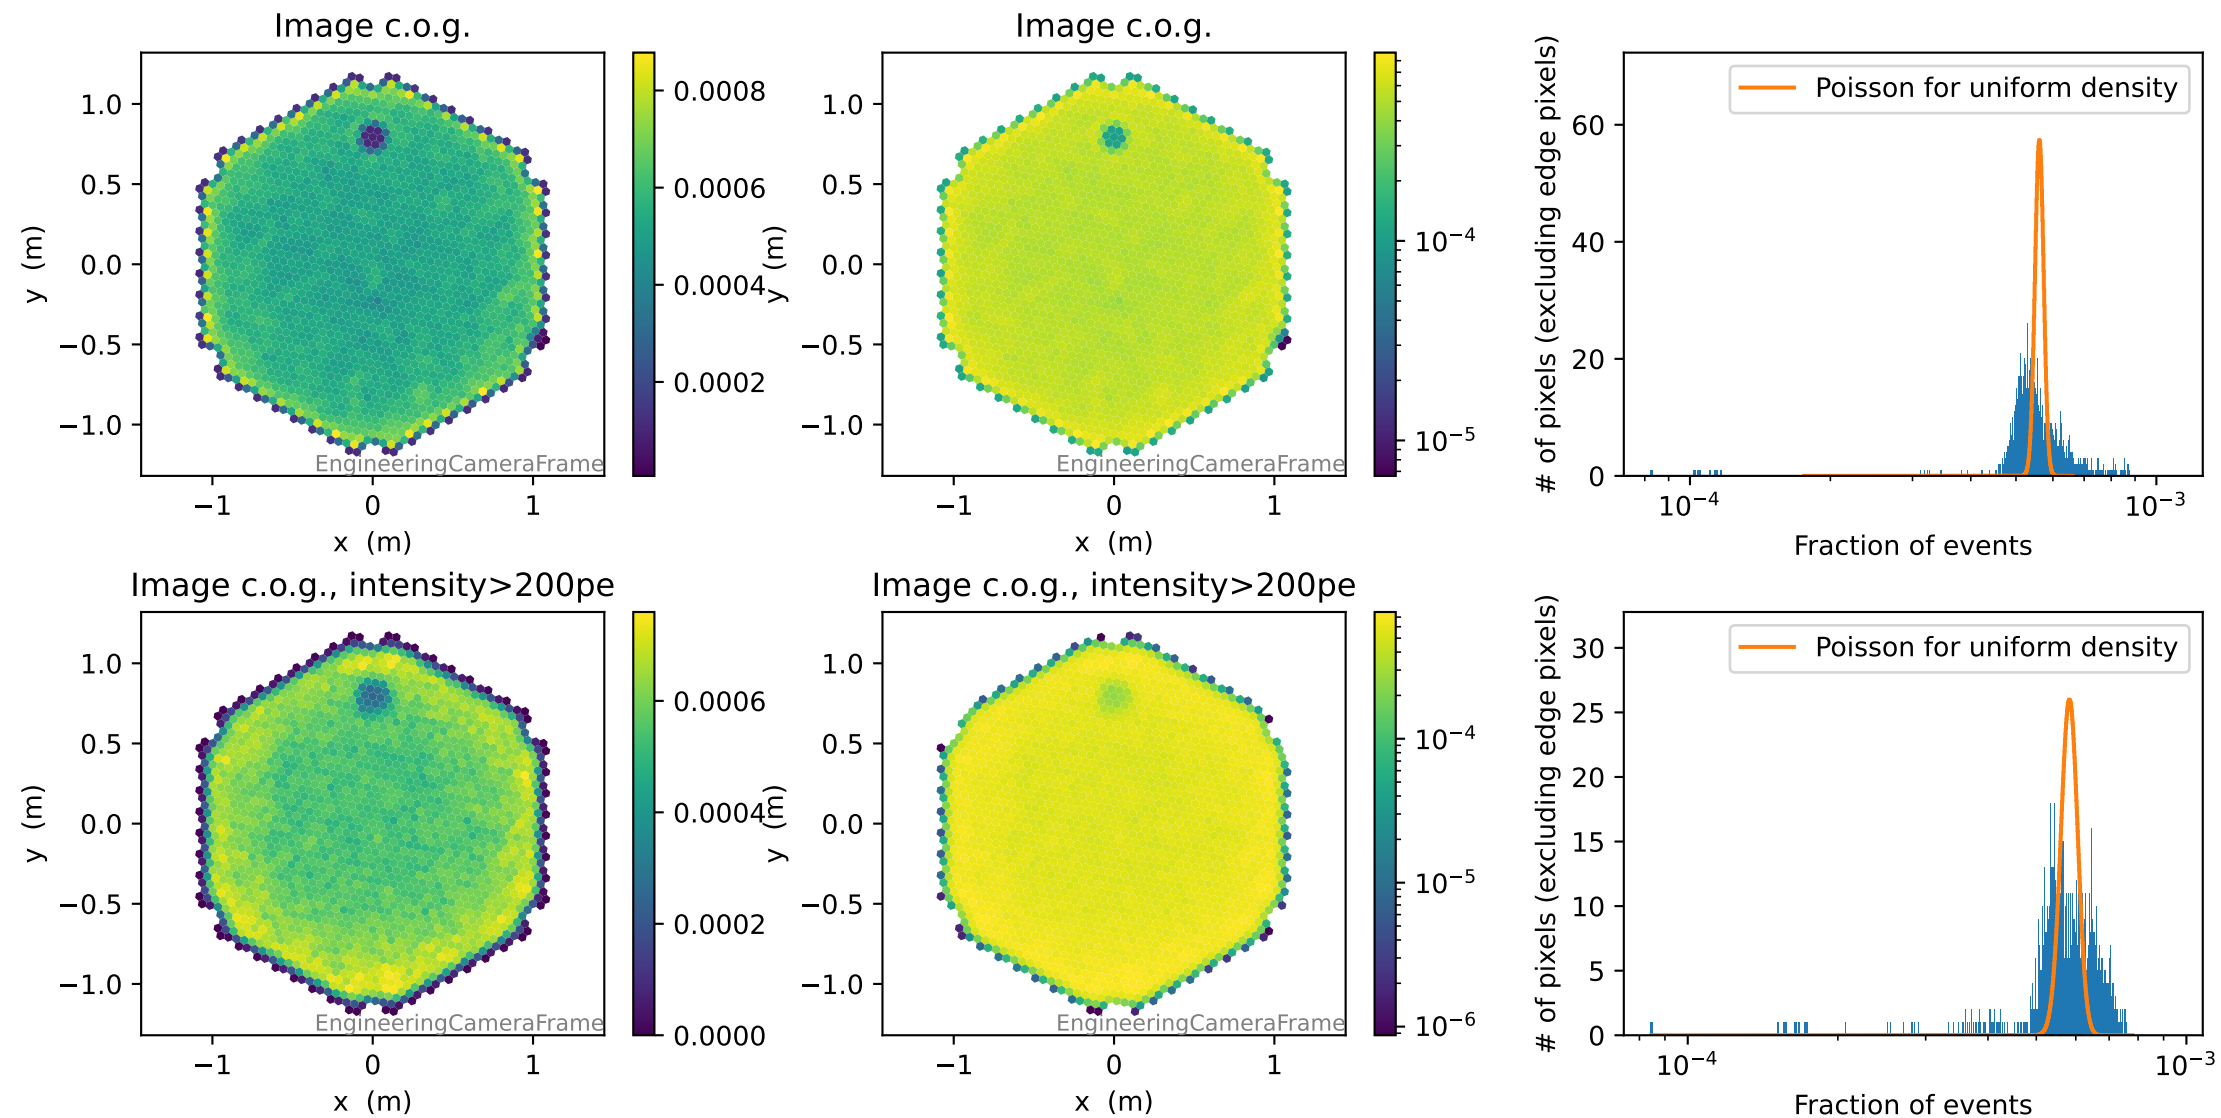 Image c.o.g.
1.0
0.5
0.0
−0.5
−1.0
y (m)
−1
0
1
x (m)
EngineeringCameraFrame
0.0008
0.0006
0.0004
0.0002
Image c.o.g.
1.0
0.5
0.0
−0.5
−1.0
y (m)
−1
0
1
x (m)
EngineeringCameraFrame
10⁻⁴
10⁻⁵
# of pixels (excluding edge pixels)
60
40
20
0
Poisson for uniform density
10⁻⁴
10⁻³
Fraction of events
Image c.o.g., intensity>200pe
1.0
0.5
0.0
−0.5
−1.0
y (m)
−1
0
1
x (m)
EngineeringCameraFrame
0.0006
0.0004
0.0002
0.0000
Image c.o.g., intensity>200pe
1.0
0.5
0.0
−0.5
−1.0
y (m)
−1
0
1
x (m)
EngineeringCameraFrame
10⁻⁴
10⁻⁵
10⁻⁶
# of pixels (excluding edge pixels)
30
25
20
15
10
5
0
Poisson for uniform density
10⁻⁴
10⁻³
Fraction of events